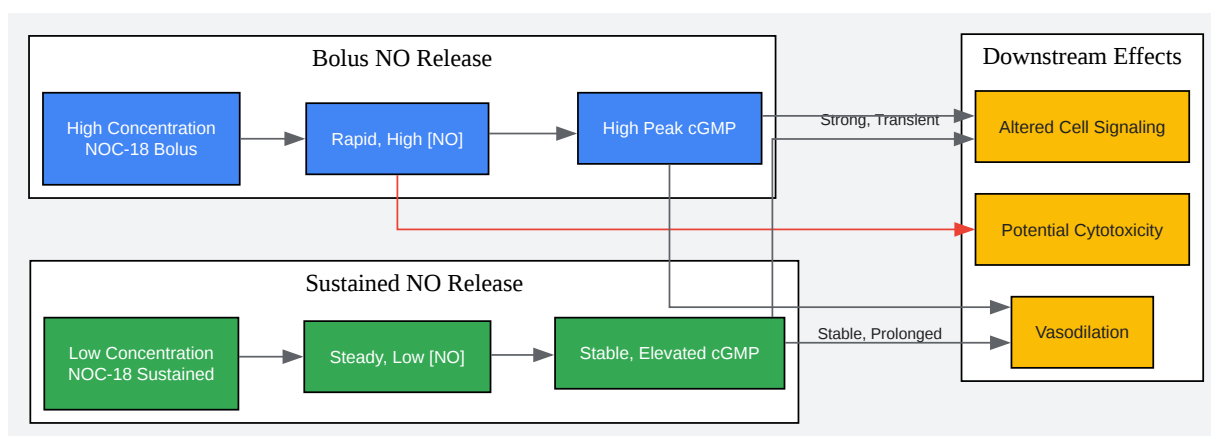 Bolus NO Release
High Concentration
NOC-18 Bolus
Rapid, High [NO]
High Peak cGMP
Strong, Transient
Downstream Effects
Altered Cell Signaling
Potential Cytotoxicity
Vasodilation
Sustained NO Release
Low Concentration
NOC-18 Sustained
Steady, Low [NO]
Stable, Elevated cGMP
Stable, Prolonged